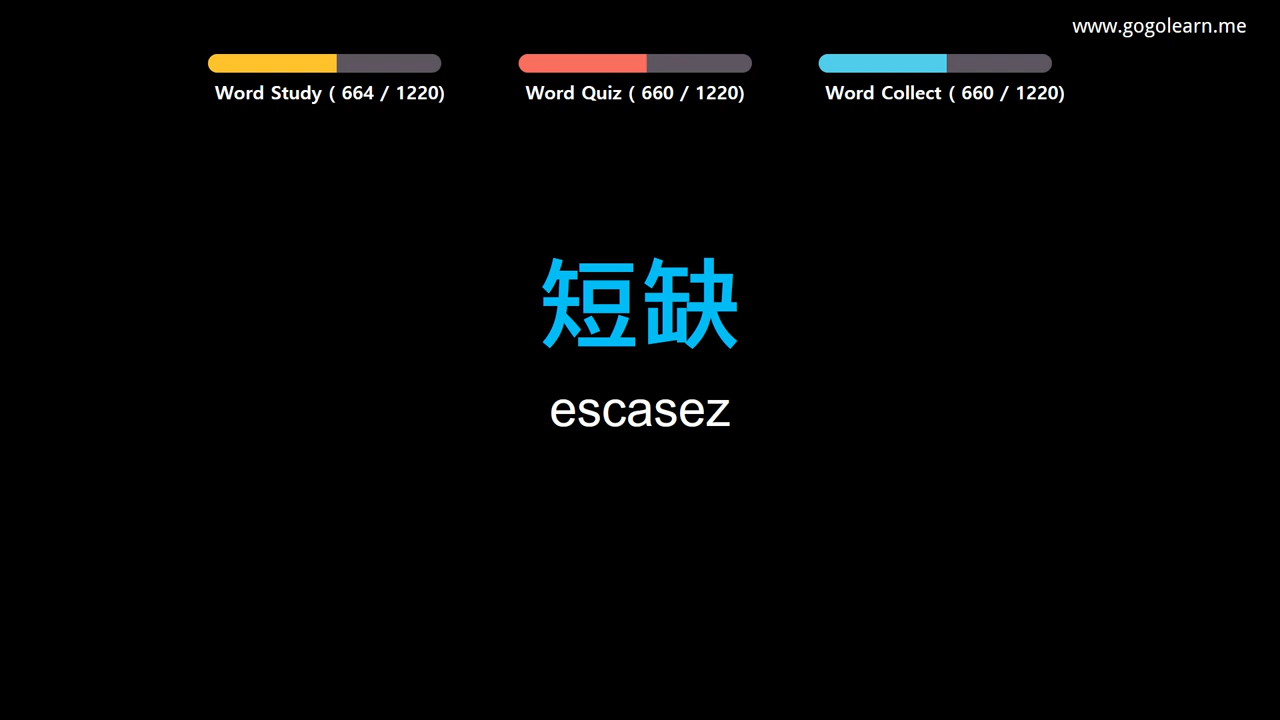 www.gogolearn.me
Word Study ( 664 / 1220)
Word Quiz ( 660 / 1220)
Word Collect ( 660 / 1220)
短缺
escasez